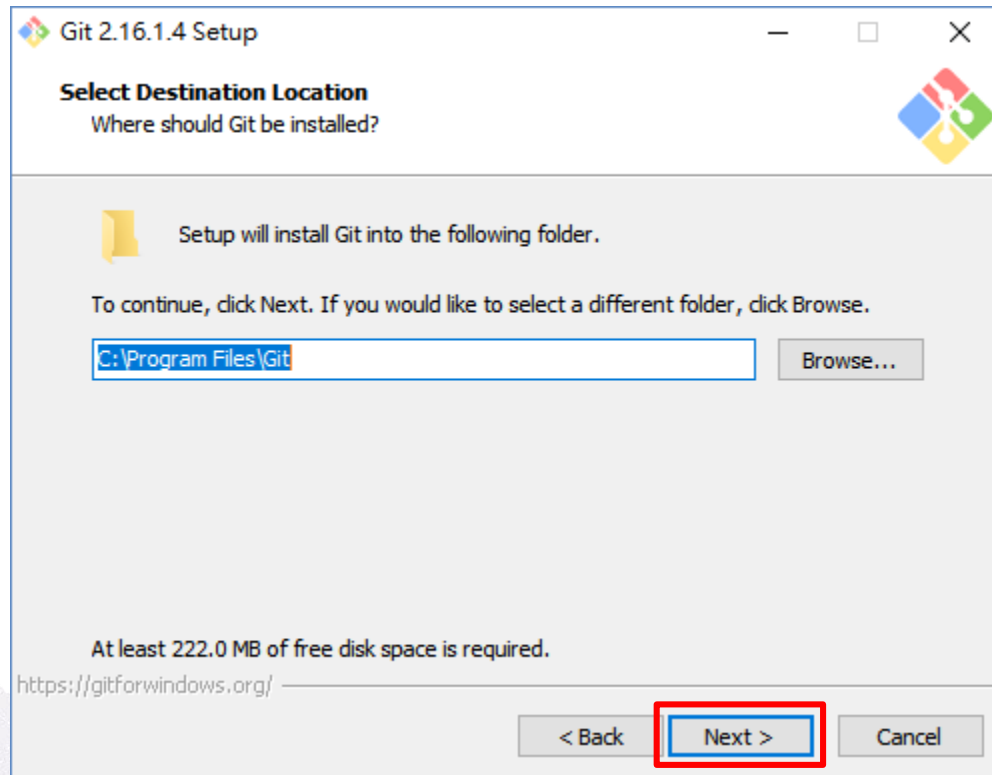 Git 2.16.1.4 Setup
Select Destination Location
Where should Git be installed?
Setup will install Git into the following folder.
To continue, click Next. If you would like to select a different folder, click Browse.
C:\Program Files\Git
Browse...
At least 222.0 MB of free disk space is required.
https://gitforwindows.org/
< Back
Next >
Cancel